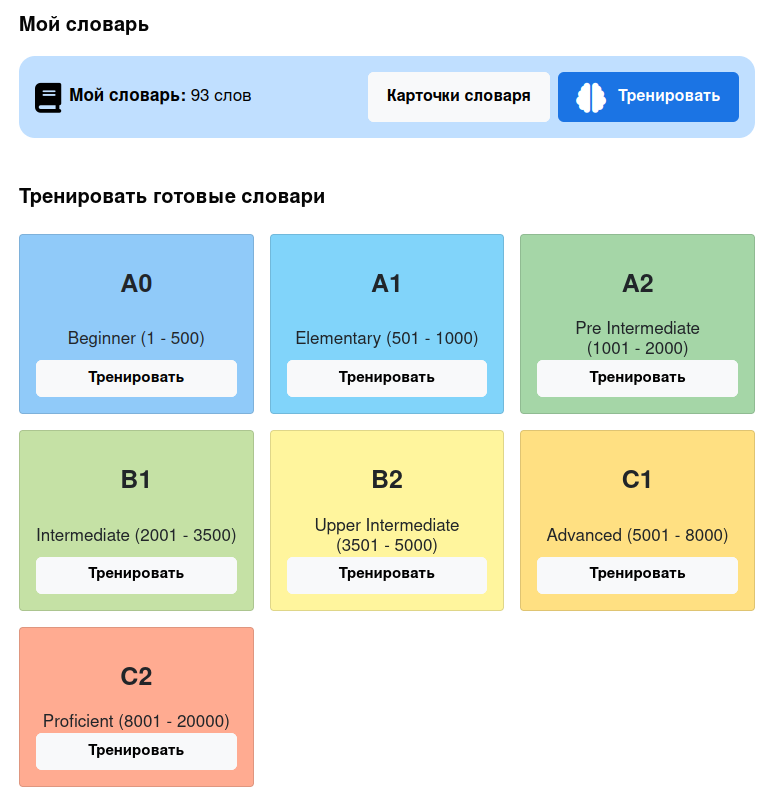 Мой словарь
Мой словарь: 93 слов
Карточки словаря
Тренировать
Тренировать готовые словари
A0
Beginner (1 - 500)
Тренировать
A1
Elementary (501 - 1000)
Тренировать
A2
Pre Intermediate
(1001 - 2000)
Тренировать
B1
Intermediate (2001 - 3500)
Тренировать
B2
Upper Intermediate
(3501 - 5000)
Тренировать
C1
Advanced (5001 - 8000)
Тренировать
C2
Proficient (8001 - 20000)
Тренировать